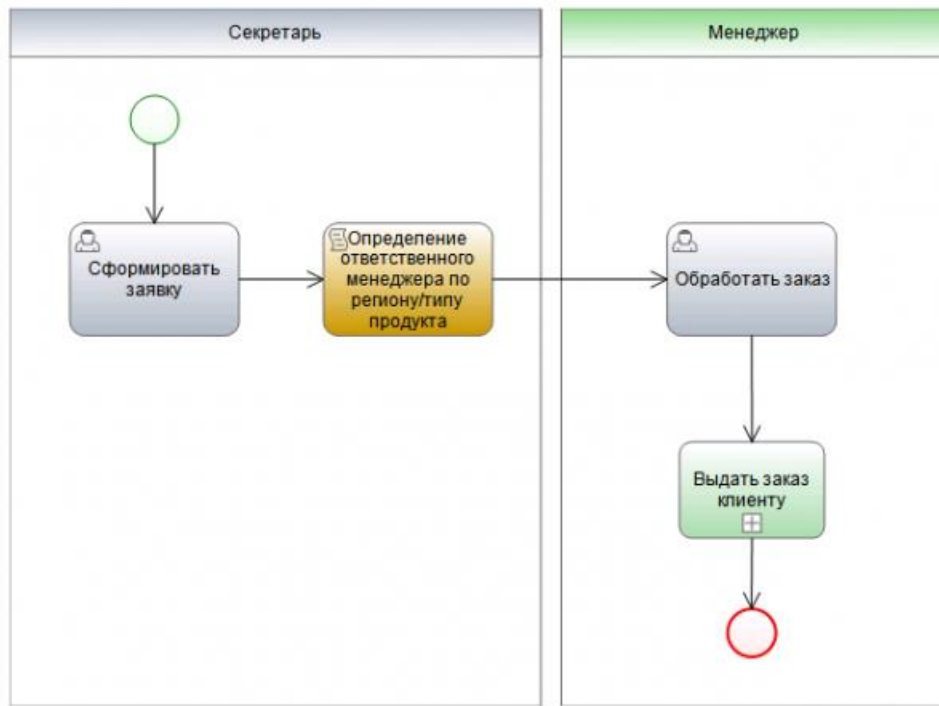 Секретарь
Менеджер
Сформировать
заявку
Определение
ответственного
менеджера по
региону/типу
продукта
Обработать заказ
Выдать заказ
клиенту